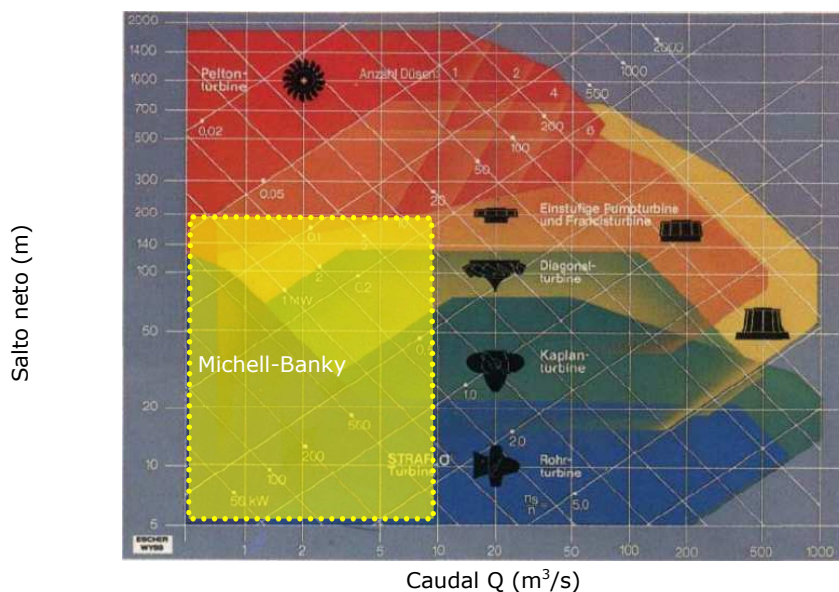 2000
1400
1000
700
500
300
200
140
100
50
20
10
5
Salto neto (m)
Pelton-
turbine
Anzahl Düsen: 1 2 4 6
0.02
0.05
0.1
0.2
1.0
2.0
5.0
2000
1000
500
200
100
50
20
2
1 MW
500
200
100
50 kW
Einstufige Pumpturbine
und Francisturbine
Diagonal-
turbine
Kaplan-
turbine
Michell-Banky
STRAFLO
Turbine
Rohr-
turbine
ESCHER
WYSS
1 2 5 10 20 50 100 200 500 1000
Caudal Q (m³/s)